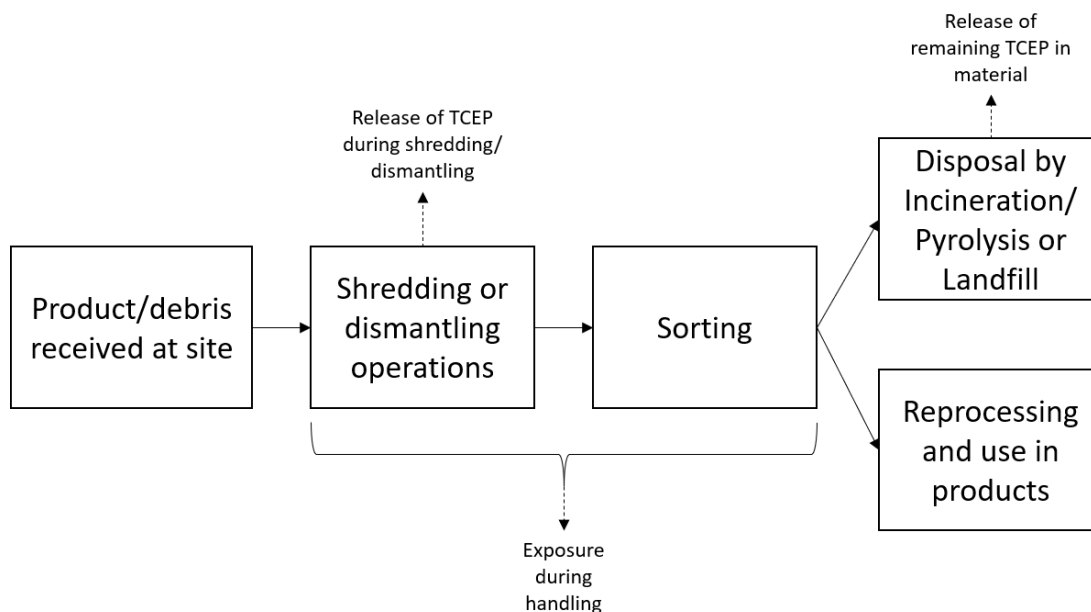 Release of
remaining TCEP in
material
Release of TCEP
during shredding/
dismantling
Product/debris
received at site
Shredding or
dismantling
operations
Sorting
Disposal by
Incineration/
Pyrolysis or
Landfill
Reprocessing
and use in
products
Exposure
during
handling